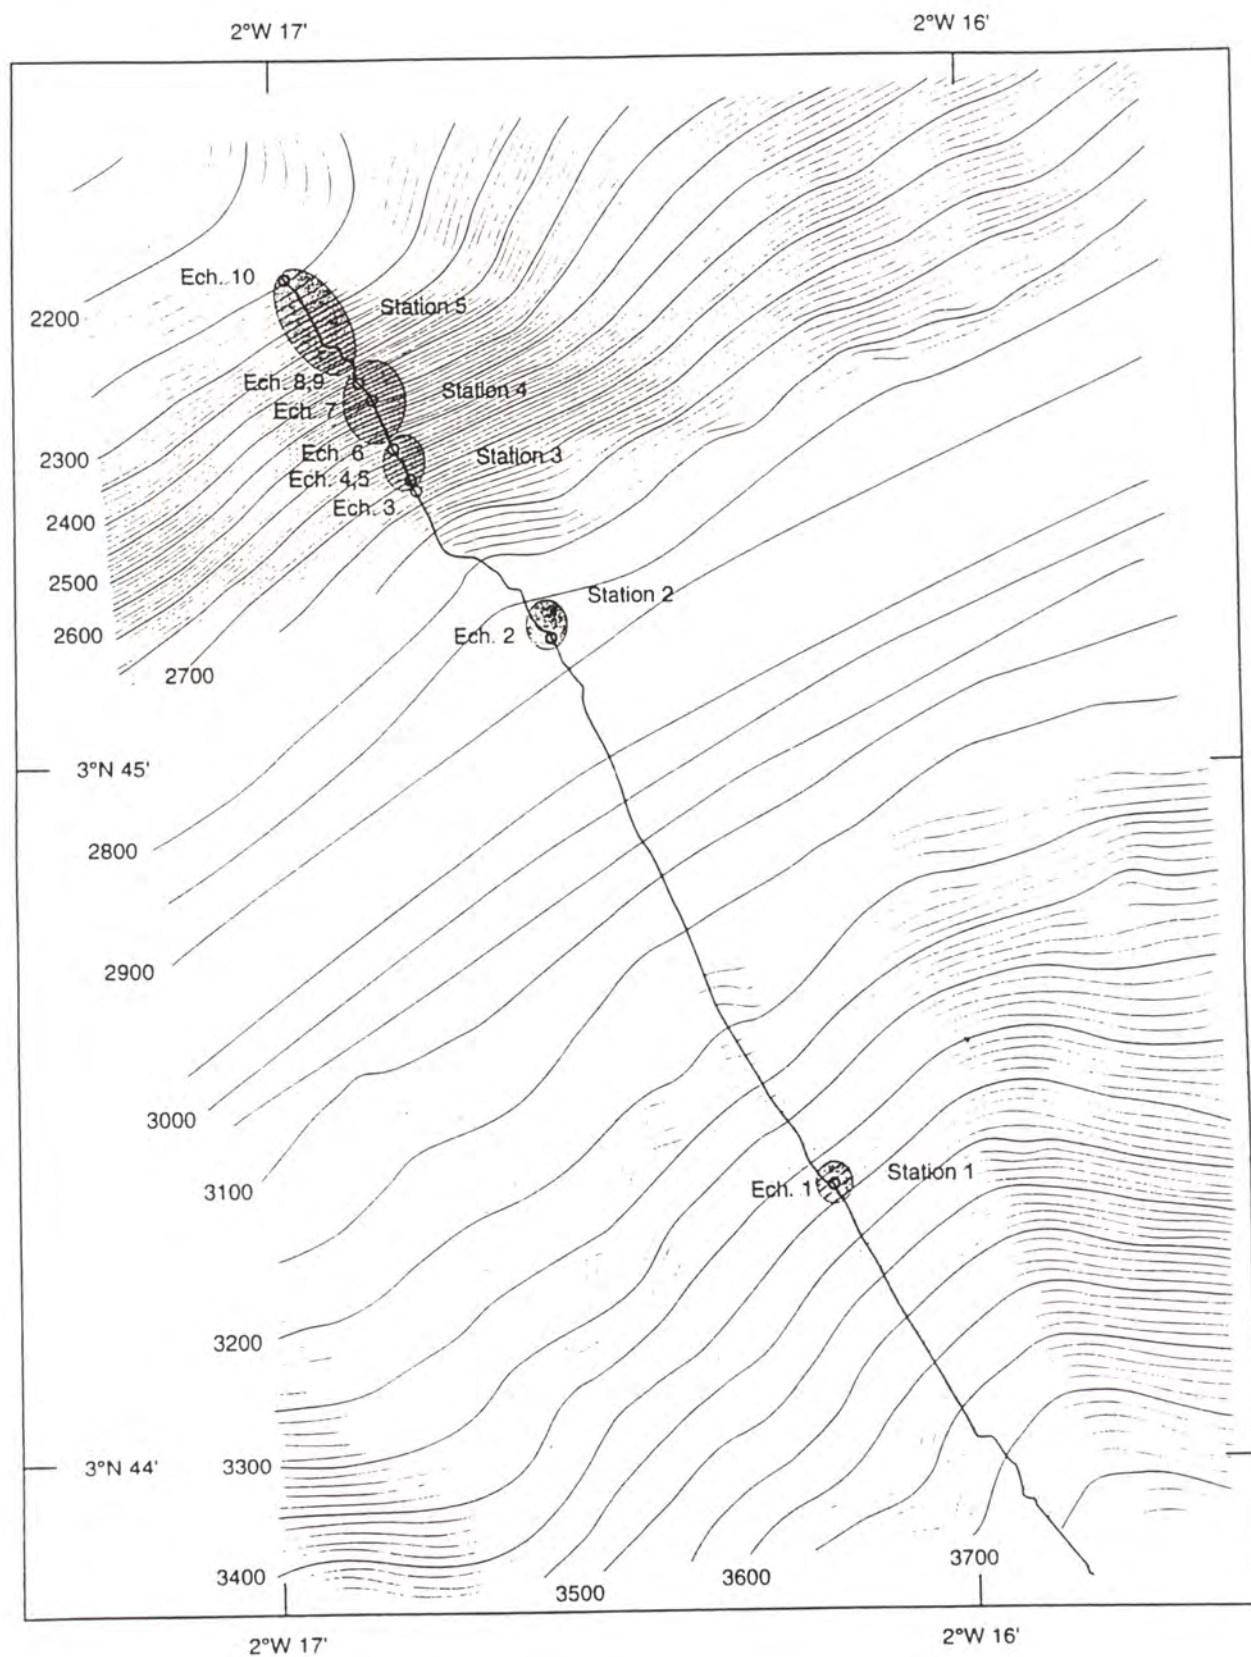 2°W 17'
2°W 16'
Ech. 10
Station 5
2200
Ech. 8,9
Station 4
Ech. 7
Ech. 6
Station 3
2300
Ech. 4,5
Ech. 3
2400
2500
Station 2
2600
Ech. 2
2700
3°N 45'
2800
2900
3000
Station 1
Ech. 1
3100
3200
3°N 44'
3300
3700
3400
3600
3500
2°W 17'
2°W 16'